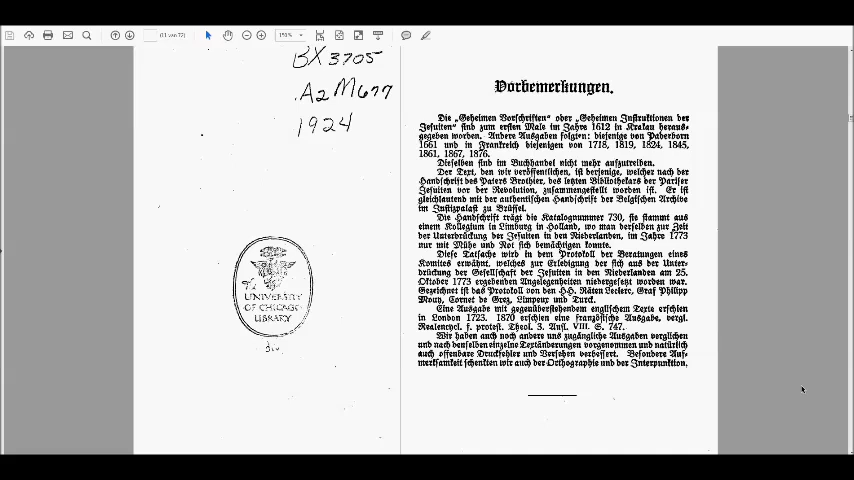 (11 von 72)
150%
BX 3705
.A2M677
1924
THE
UNIVERSITY
OF CHICAGO
LIBRARY
Vorbemerkungen.
Die „Geheimen Vorschriften“ oder „Geheimen Instruktionen der
Jesuiten“ sind zum ersten Male im Jahre 1612 in Krakau heraus-
gegeben worden. Andere Ausgaben folgten: diejenige von Paderborn
1661 und in Frankreich diejenigen von 1718, 1819, 1824, 1845,
1861, 1867, 1876.
Dieselben sind im Buchhandel nicht mehr aufzutreiben.
Der Text, den wir veröffentlichen, ist derjenige, welcher nach der
Handschrift des Paters Brothier, des letzten Bibliothekars der Pariser
Jesuiten vor der Revolution, zusammengestellt worden ist. Er ist
gleichlautend mit der authentischen Handschrift der Belgischen Archive
im Justizpalast zu Brüssel.
Die Handschrift trägt die Katalognummer 730, sie stammt aus
einem Kollegium in Limburg in Holland, wo man derselben zur Zeit
der Unterdrückung der Jesuiten in den Niederlanden, im Jahre 1773
nur mit Mühe und Not sich bemächtigen konnte.
Diese Tatsache wird in dem Protokoll der Beratungen eines
Komitees erwähnt, welches zur Erledigung der sich aus der Unter-
drückung der Gesellschaft der Jesuiten in den Niederlanden am 25.
Oktober 1773 ergebenden Angelegenheiten niedergesetzt worden war.
Gezeichnet ist das Protokoll von den H.H. Räten Leclerc, Graf Philipp
Mouty, Cornet de Grez, Limpeur und Turck.
Eine Ausgabe mit gegenüberstehendem englischem Texte erschien
in London 1723. 1870 erschien eine französische Ausgabe, vergl.
Realencycl. f. protest. Theol. 3. Aufl. VIII. S. 747.
Wir haben auch noch andere uns zugängliche Ausgaben verglichen
und nach denselben einzelne Textänderungen vorgenommen und natürlich
auch offenbare Druckfehler und Versehen verbessert. Besondere Auf-
merksamkeit schenkten wir auch der Orthographie und der Interpunktion.